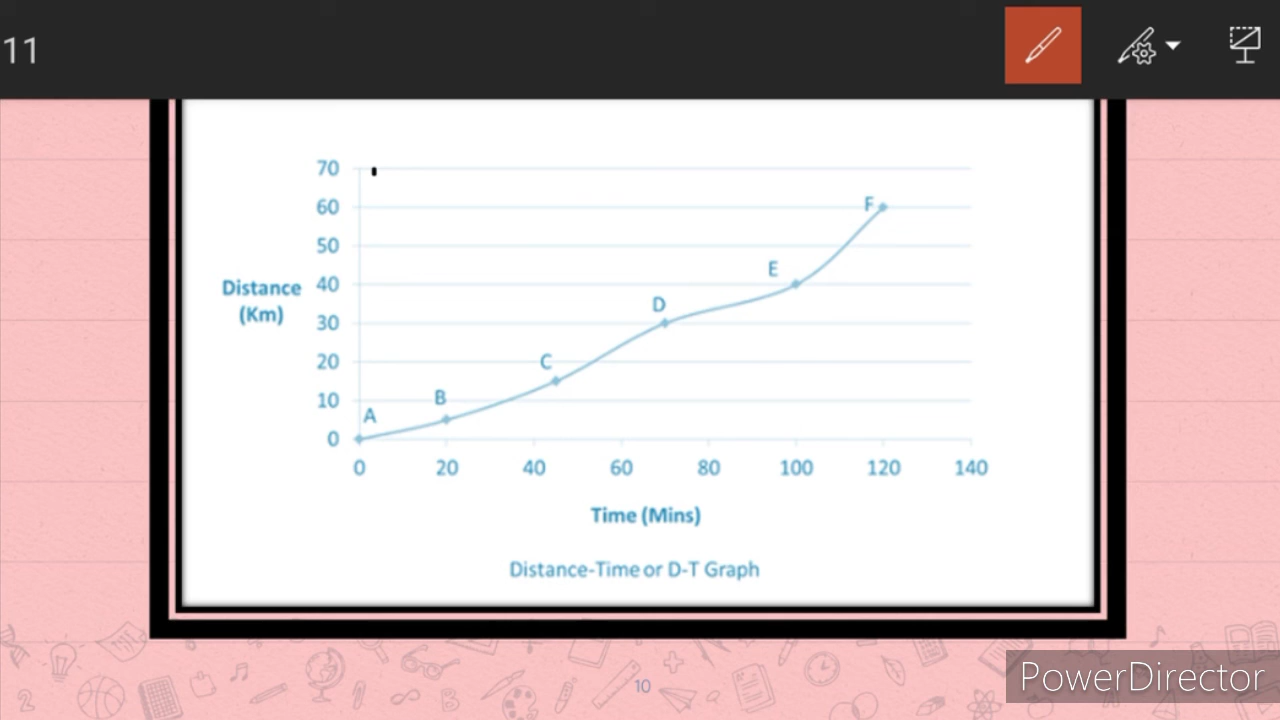 11
70
60
50
40
30
20
10
0
Distance
(Km)
A
B
C
D
E
F
0 20 40 60 80 100 120 140
Time (Mins)
Distance-Time or D-T Graph
10
PowerDirector